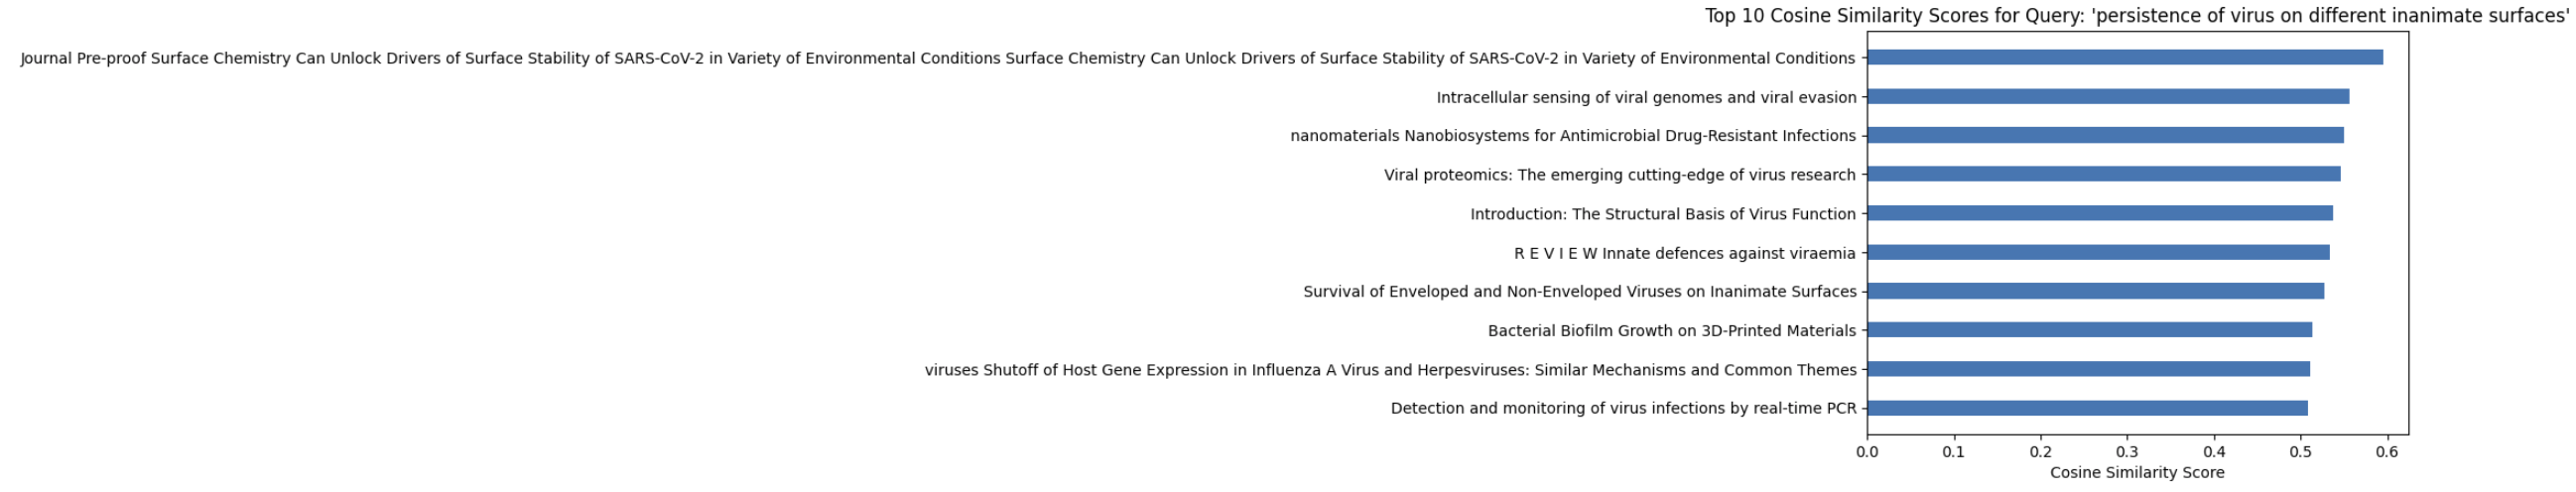 Top 10 Cosine Similarity Scores for Query: 'persistence of virus on different inanimate surfaces'
Journal Pre-proof Surface Chemistry Can Unlock Drivers of Surface Stability of SARS-CoV-2 in Variety of Environmental Conditions Surface Chemistry Can Unlock Drivers of Surface Stability of SARS-CoV-2 in Variety of Environmental Conditions
Intracellular sensing of viral genomes and viral evasion
nanomaterials Nanobiosystems for Antimicrobial Drug-Resistant Infections
Viral proteomics: The emerging cutting-edge of virus research
Introduction: The Structural Basis of Virus Function
R E V I E W Innate defences against viraemia
Survival of Enveloped and Non-Enveloped Viruses on Inanimate Surfaces
Bacterial Biofilm Growth on 3D-Printed Materials
viruses Shutoff of Host Gene Expression in Influenza A Virus and Herpesviruses: Similar Mechanisms and Common Themes
Detection and monitoring of virus infections by real-time PCR
0.0 0.1 0.2 0.3 0.4 0.5 0.6
Cosine Similarity Score